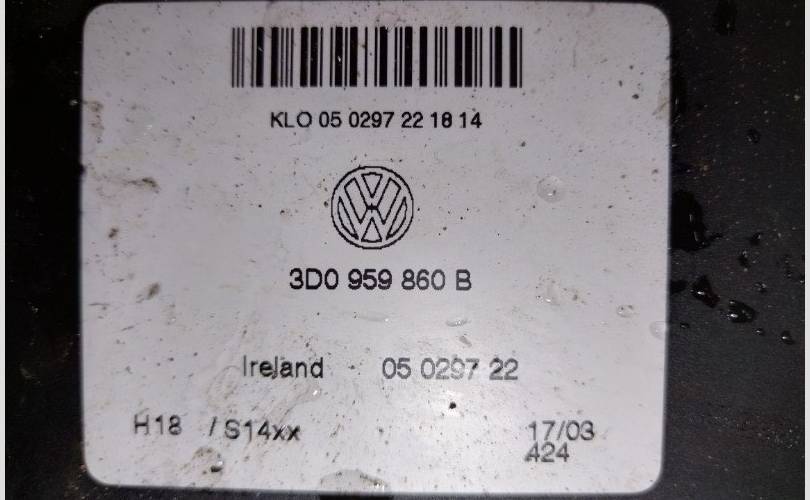 KLO 05 0297 22 18 14
3D0 959 860 B
Ireland 05 0297 22
H18 / S14xx 17/03
424